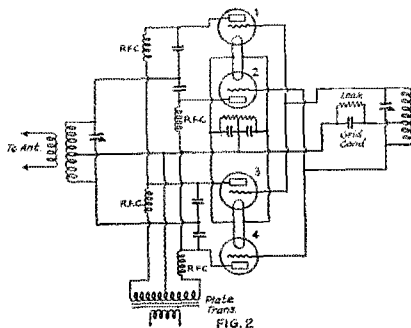 1
R.F.C.
2
R.F.C.
Leak
Grid
Cond
To Ant.
3
R.F.C.
4
R.F.C
Plate
Trans.
FIG. 2